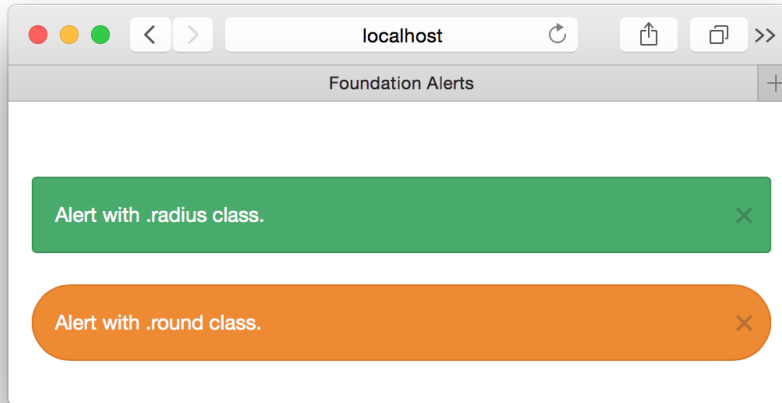 localhost
Foundation Alerts
Alert with .radius class.
Alert with .round class.